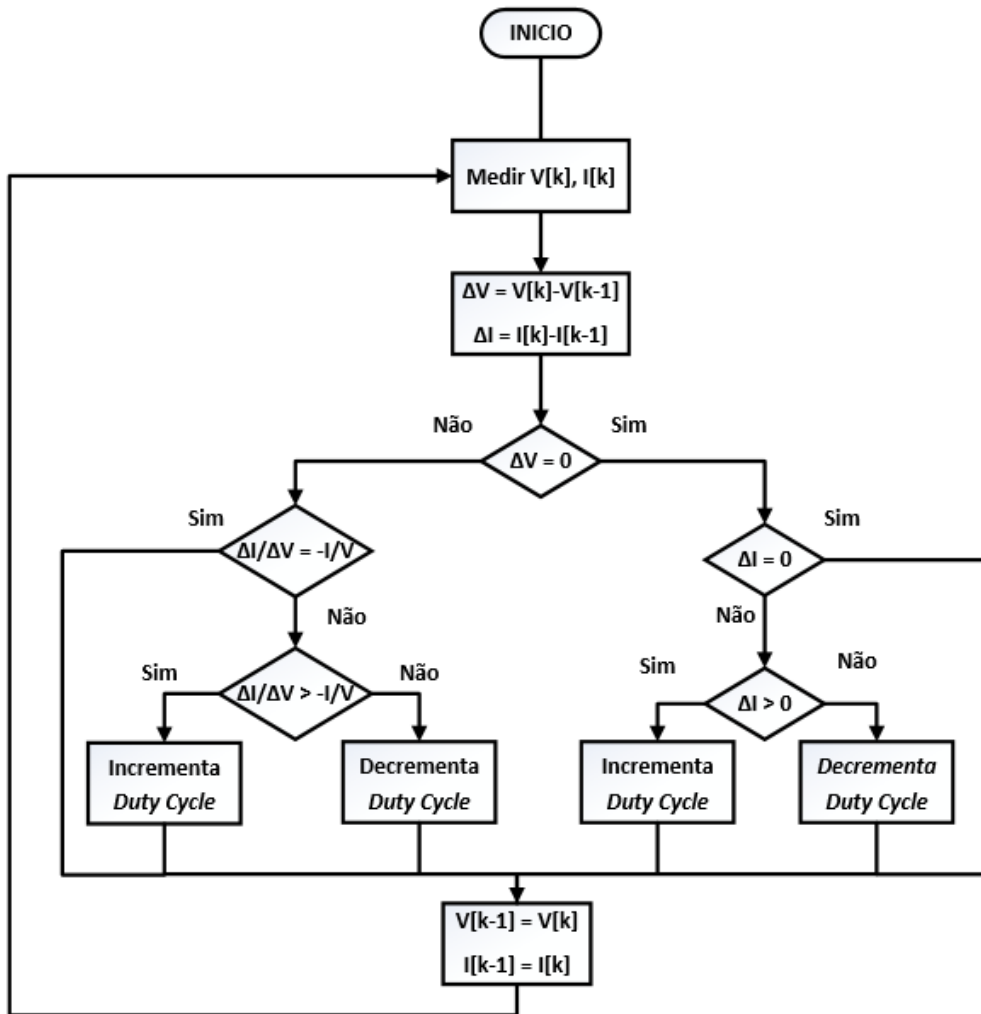 INICIO
Medir V[k], I[k]
ΔV = V[k]-V[k-1]
ΔI = I[k]-I[k-1]
Não
Sim
ΔV = 0
Sim
ΔI/ΔV = -I/V
Não
Sim
ΔI = 0
Não
Sim
ΔI/ΔV > -I/V
Não
Sim
ΔI > 0
Não
Incrementa
Duty Cycle
Decrementa
Duty Cycle
Incrementa
Duty Cycle
Decrementa
Duty Cycle
V[k-1] = V[k]
I[k-1] = I[k]